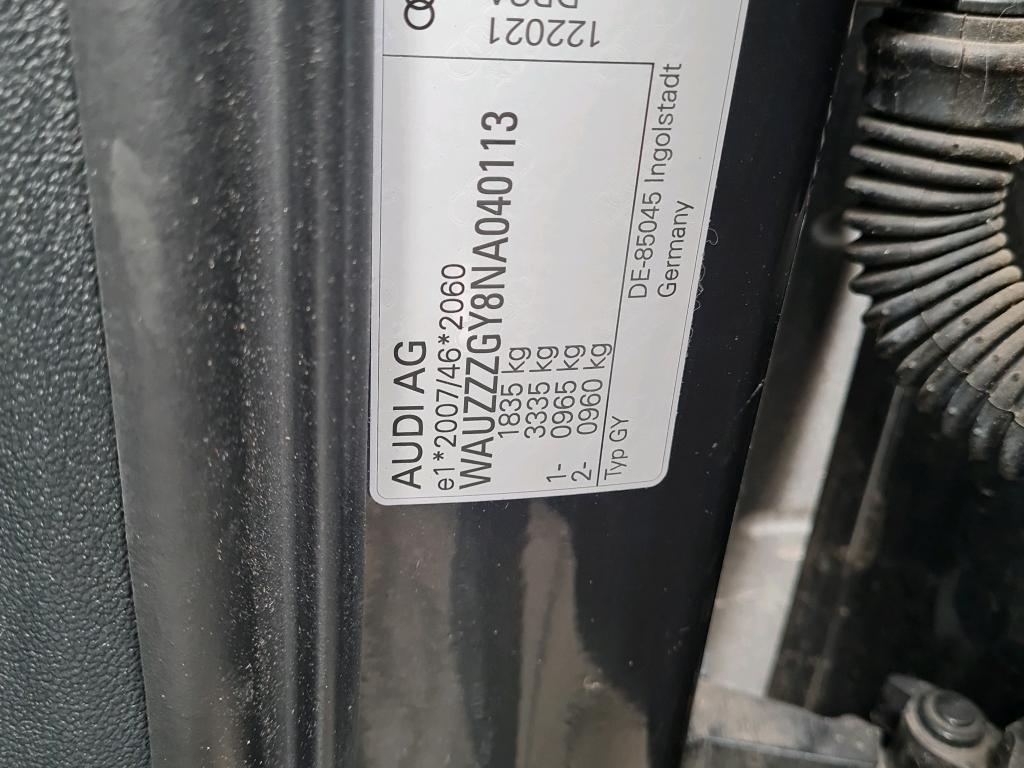 AUDI AG
e1*2007/46*2060
WAUZZZGY8NA040113
1835 kg
3335 kg
1- 0965 kg
2- 0960 kg
Typ GY
DE-85045 Ingolstadt
Germany
122021